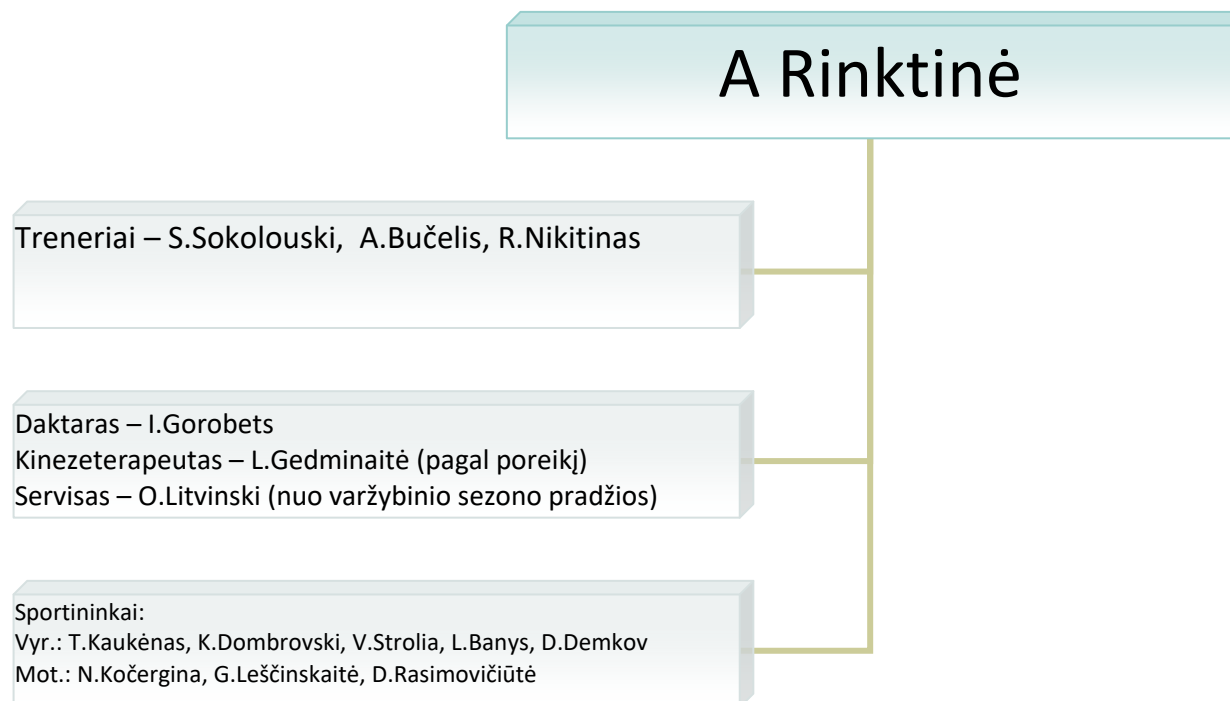 A Rinktinė
Treneriai – S.Sokolouski, A.Bučelis, R.Nikitinas
Daktaras – I.Gorobets
Kinezeterapeutas – L.Gedminaitė (pagal poreikį)
Servisas – O.Litvinski (nuo varžybinio sezono pradžios)
Sportininkai:
Vyr.: T.Kaukėnas, K.Dombrovski, V.Strolia, L.Banys, D.Demkov
Mot.: N.Kočergina, G.Leščinskaitė, D.Rasimovičiūtė